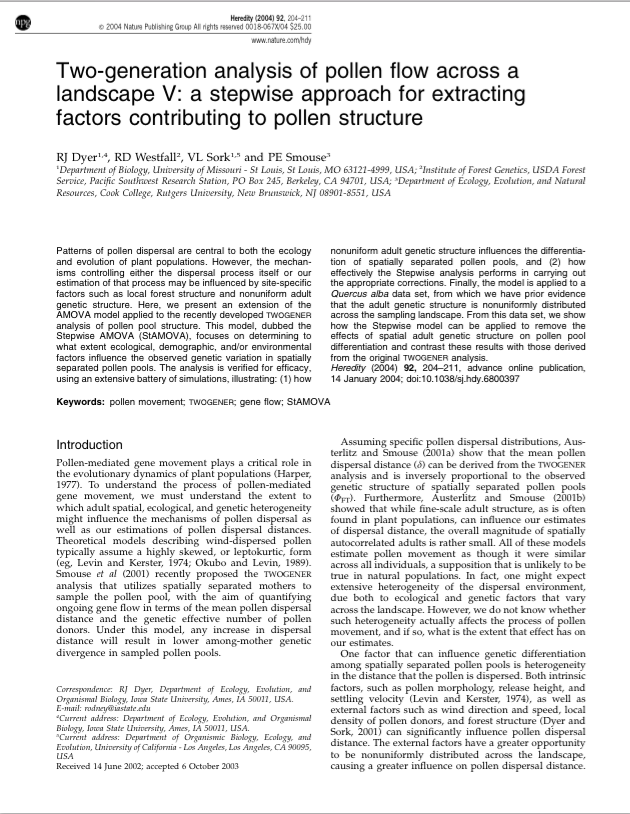 npg
Heredity (2004) 92, 204–211
© 2004 Nature Publishing Group All rights reserved 0018-067X/04 $25.00
www.nature.com/hdy
Two-generation analysis of pollen flow across a
landscape V: a stepwise approach for extracting
factors contributing to pollen structure
RJ Dyer¹,⁴, RD Westfall², VL Sork¹,⁵ and PE Smouse³
¹Department of Biology, University of Missouri - St Louis, St Louis, MO 63121-4999, USA; ²Institute of Forest Genetics, USDA Forest
Service, Pacific Southwest Research Station, PO Box 245, Berkeley, CA 94701, USA; ³Department of Ecology, Evolution, and Natural
Resources, Cook College, Rutgers University, New Brunswick, NJ 08901-8551, USA
Patterns of pollen dispersal are central to both the ecology
and evolution of plant populations. However, the mechan-
isms controlling either the dispersal process itself or our
estimation of that process may be influenced by site-specific
factors such as local forest structure and nonuniform adult
genetic structure. Here, we present an extension of the
AMOVA model applied to the recently developed TWOGENER
analysis of pollen pool structure. This model, dubbed the
Stepwise AMOVA (StAMOVA), focuses on determining to
what extent ecological, demographic, and/or environmental
factors influence the observed genetic variation in spatially
separated pollen pools. The analysis is verified for efficacy,
using an extensive battery of simulations, illustrating: (1) how
nonuniform adult genetic structure influences the differentia-
tion of spatially separated pollen pools, and (2) how
effectively the Stepwise analysis performs in carrying out
the appropriate corrections. Finally, the model is applied to a
Quercus alba data set, from which we have prior evidence
that the adult genetic structure is nonuniformly distributed
across the sampling landscape. From this data set, we show
how the Stepwise model can be applied to remove the
effects of spatial adult genetic structure on pollen pool
differentiation and contrast these results with those derived
from the original TWOGENER analysis.
Heredity (2004) 92, 204–211, advance online publication,
14 January 2004; doi:10.1038/sj.hdy.6800397
Keywords: pollen movement; TWOGENER; gene flow; StAMOVA
Introduction
Pollen-mediated gene movement plays a critical role in
the evolutionary dynamics of plant populations (Harper,
1977). To understand the process of pollen-mediated
gene movement, we must understand the extent to
which adult spatial, ecological, and genetic heterogeneity
might influence the mechanisms of pollen dispersal as
well as our estimations of pollen dispersal distances.
Theoretical models describing wind-dispersed pollen
typically assume a highly skewed, or leptokurtic, form
(eg, Levin and Kerster, 1974; Okubo and Levin, 1989).
Smouse et al (2001) recently proposed the TWOGENER
analysis that utilizes spatially separated mothers to
sample the pollen pool, with the aim of quantifying
ongoing gene flow in terms of the mean pollen dispersal
distance and the genetic effective number of pollen
donors. Under this model, any increase in dispersal
distance will result in lower among-mother genetic
divergence in sampled pollen pools.
Correspondence: RJ Dyer, Department of Ecology, Evolution, and
Organismal Biology, Iowa State University, Ames, IA 50011, USA.
E-mail: rodney@iastate.edu
⁴Current address: Department of Ecology, Evolution, and Organismal
Biology, Iowa State University, Ames, IA 50011, USA.
⁵Current address: Department of Organismic Biology, Ecology, and
Evolution, University of California - Los Angeles, Los Angeles, CA 90095,
USA
Received 14 June 2002; accepted 6 October 2003
Assuming specific pollen dispersal distributions, Aus-
terlitz and Smouse (2001a) show that the mean pollen
dispersal distance (δ) can be derived from the TWOGENER
analysis and is inversely proportional to the observed
genetic structure of spatially separated pollen pools
(Φ_FT). Furthermore, Austerlitz and Smouse (2001b)
showed that while fine-scale adult structure, as is often
found in plant populations, can influence our estimates
of dispersal distance, the overall magnitude of spatially
autocorrelated adults is rather small. All of these models
estimate pollen movement as though it were similar
across all individuals, a supposition that is unlikely to be
true in natural populations. In fact, one might expect
extensive heterogeneity of the dispersal environment,
due both to ecological and genetic factors that vary
across the landscape. However, we do not know whether
such heterogeneity actually affects the process of pollen
movement, and if so, what is the extent that effect has on
our estimates.
One factor that can influence genetic differentiation
among spatially separated pollen pools is heterogeneity
in the distance that the pollen is dispersed. Both intrinsic
factors, such as pollen morphology, release height, and
settling velocity (Levin and Kerster, 1974), as well as
external factors such as wind direction and speed, local
density of pollen donors, and forest structure (Dyer and
Sork, 2001) can significantly influence pollen dispersal
distance. The external factors have a greater opportunity
to be nonuniformly distributed across the landscape,
causing a greater influence on pollen dispersal distance.